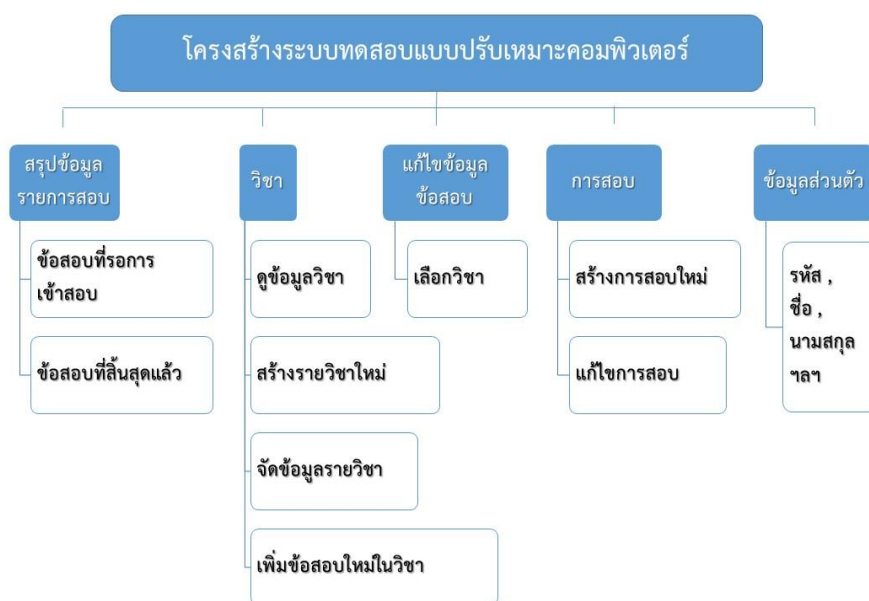 โครงสร้างระบบทดสอบแบบปรับเหมาะคอมพิวเตอร์
สรุปข้อมูล
รายการสอบ
ข้อสอบที่รอการ
เข้าสอบ
ข้อสอบที่สิ้นสุดแล้ว
วิชา
ดูข้อมูลวิชา
สร้างรายวิชาใหม่
จัดข้อมูลรายวิชา
เพิ่มข้อสอบใหม่ในวิชา
แก้ไขข้อมูล
ข้อสอบ
เลือกวิชา
การสอบ
สร้างการสอบใหม่
แก้ไขการสอบ
ข้อมูลส่วนตัว
รหัส ,
ชื่อ ,
นามสกุล
ฯลฯ